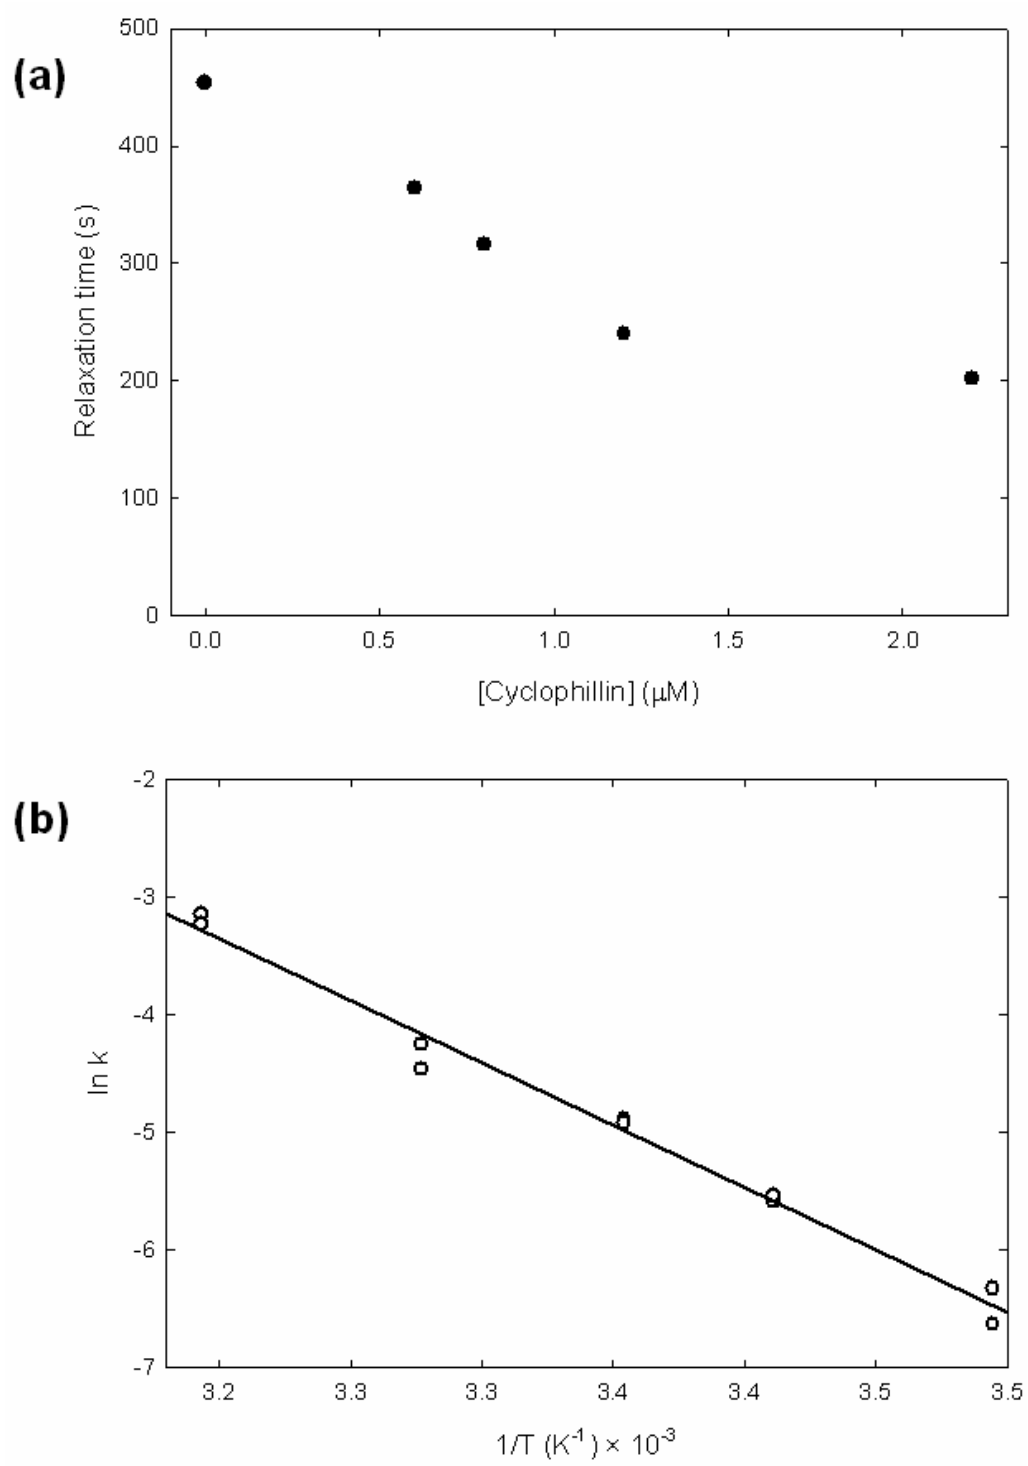 (a)
Relaxation time (s)
500
400
300
200
100
0
0.0 0.5 1.0 1.5 2.0
[Cyclophillin] (μM)
(b)
ln k
-2
-3
-4
-5
-6
-7
3.2 3.3 3.3 3.4 3.4 3.5 3.5
1/T (K⁻¹) × 10⁻³